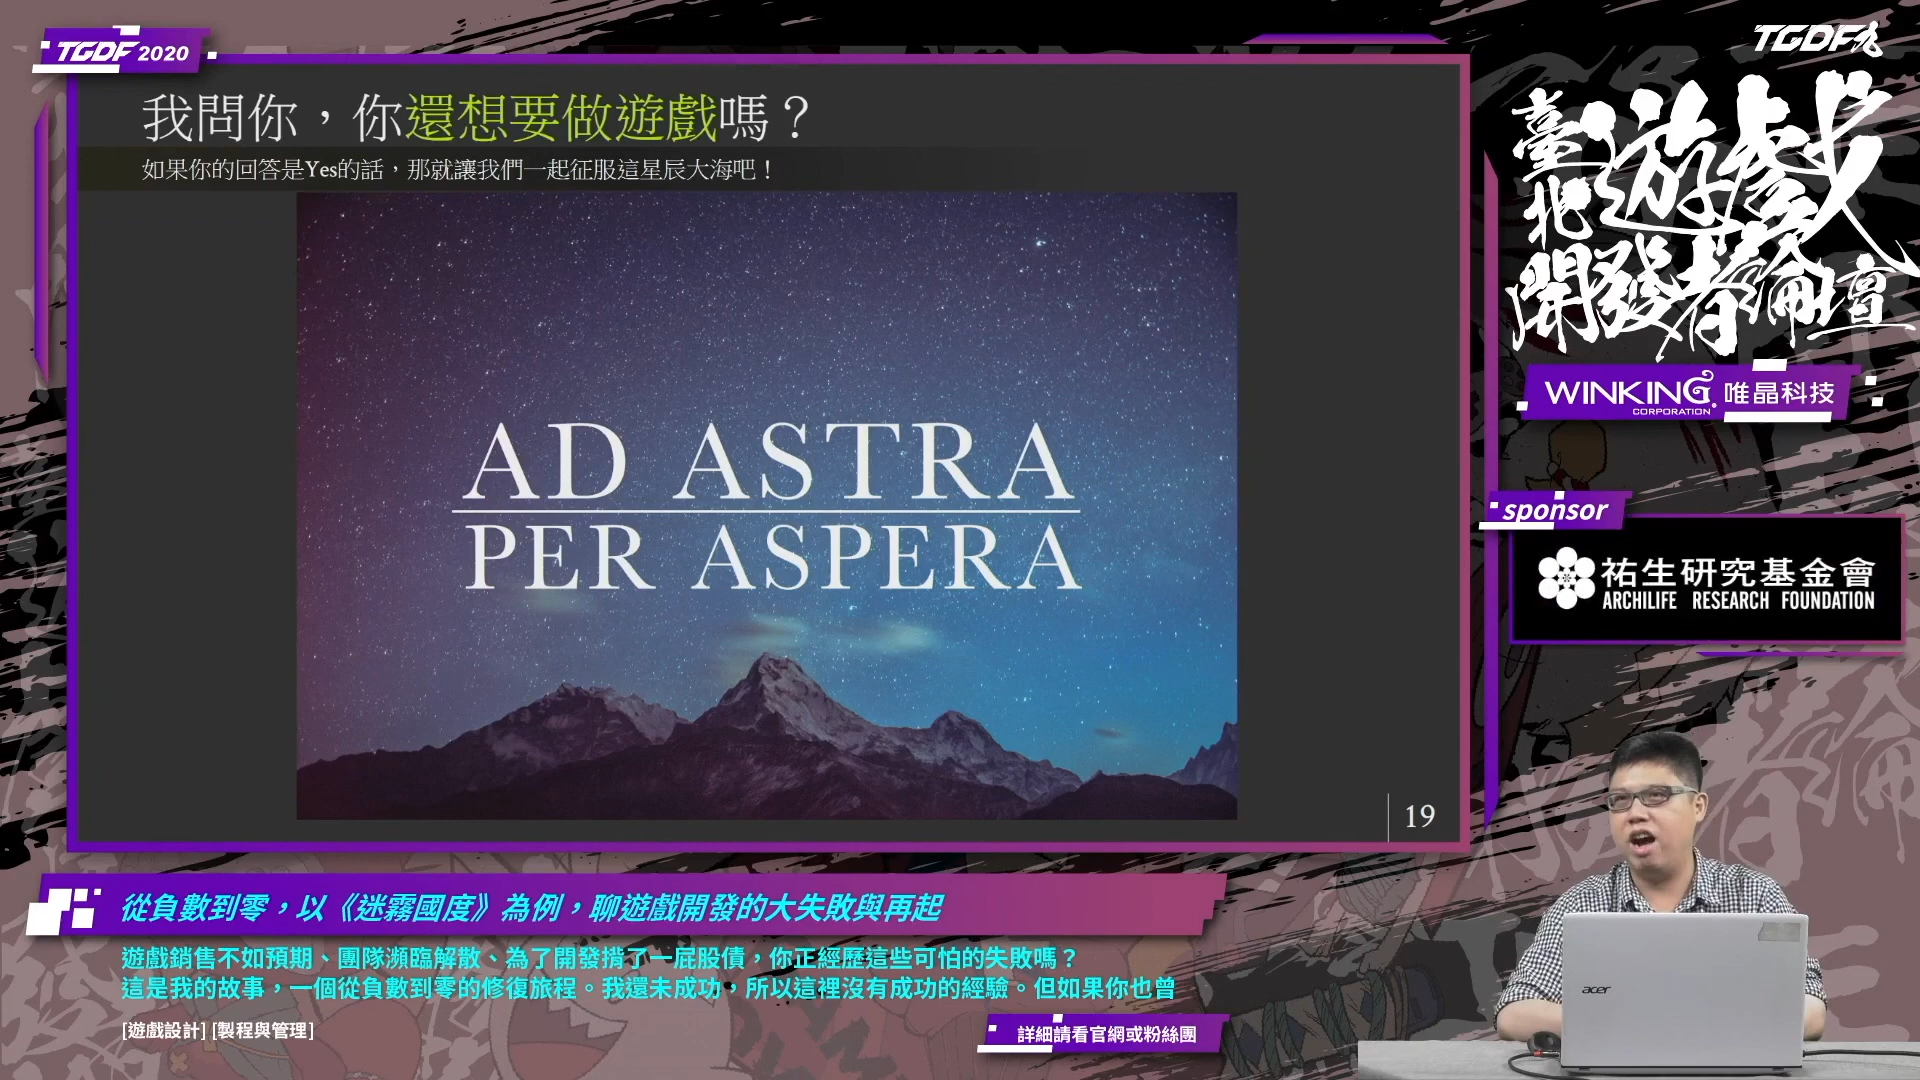 TGDF 2020
我問你，你還想要做遊戲嗎？
如果你的回答是Yes的話，那就讓我們一起征服這星辰大海吧！
AD ASTRA
PER ASPERA
19
TGDF九
臺北遊戲開發者論壇
WINKING CORPORATION 唯晶科技
sponsor
祐生研究基金會
ARCHILIFE RESEARCH FOUNDATION
acer
從負數到零，以《迷霧國度》為例，聊遊戲開發的大失敗與再起
遊戲銷售不如預期、團隊瀕臨解散、為了開發揹了一屁股債，你正經歷這些可怕的失敗嗎？
這是我的故事，一個從負數到零的修復旅程。我還未成功，所以這裡沒有成功的經驗。但如果你也曾
[遊戲設計] [製程與管理]
詳細請看官網或粉絲團